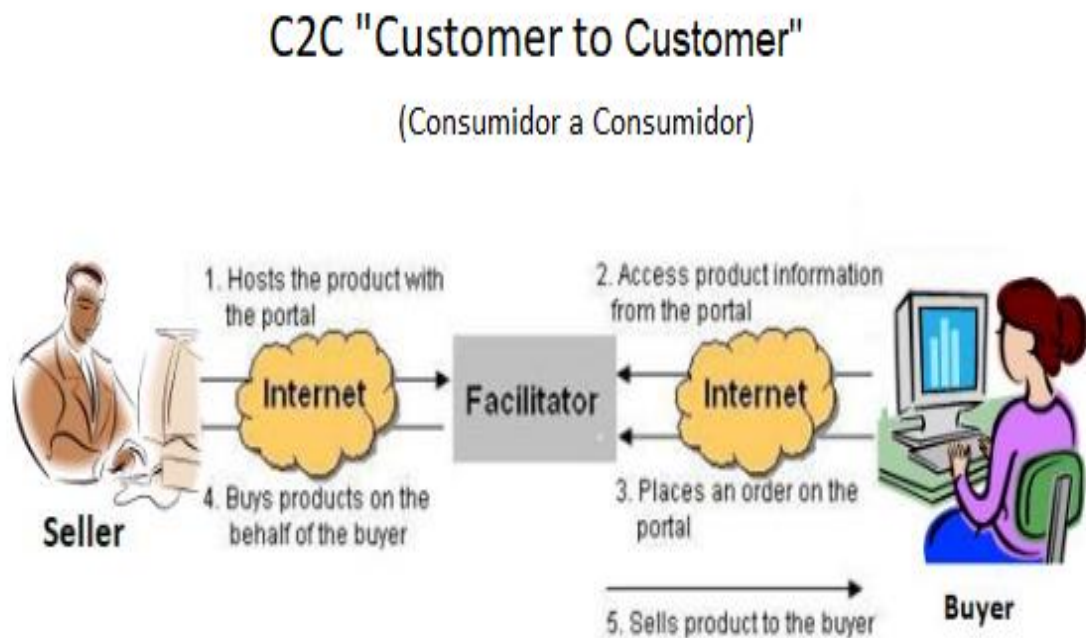 C2C "Customer to Customer"
(Consumidor a Consumidor)
1. Hosts the product with
the portal
Internet
4. Buys products on the
behalf of the buyer
Seller
Facilitator
2. Access product information
from the portal
Internet
3. Places an order on the
portal
5. Sells product to the buyer
Buyer